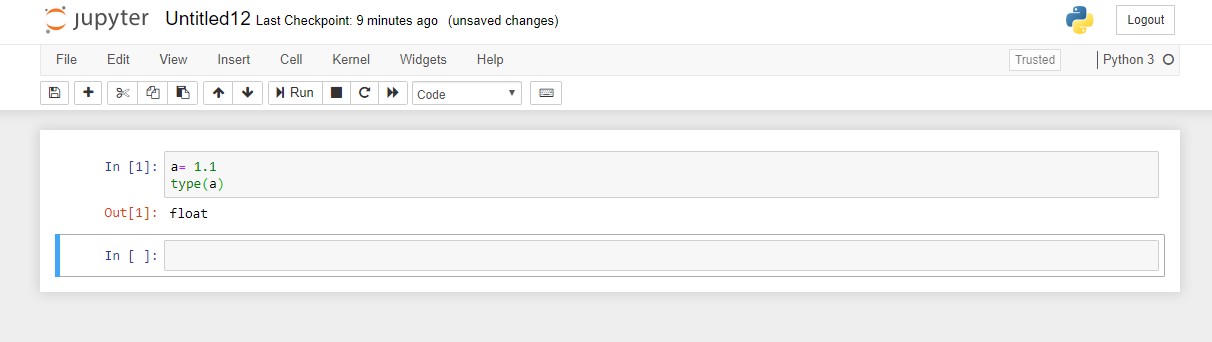 jupyter Untitled12 Last Checkpoint: 9 minutes ago (unsaved changes) Logout
File Edit View Insert Cell Kernel Widgets Help Trusted Python 3
Run Code
In [1]: a= 1.1
type(a)
Out[1]: float
In [ ]: